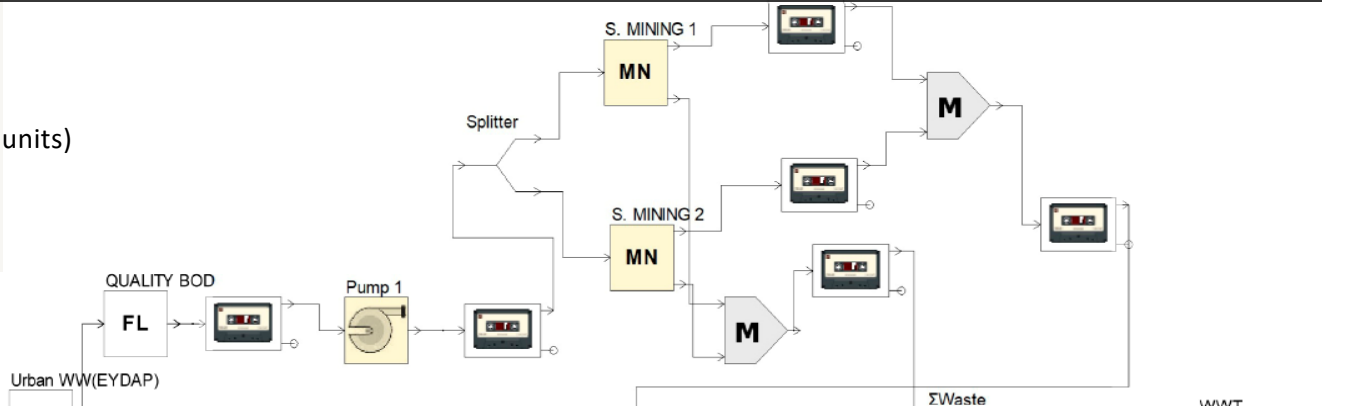 S. MINING 1
MN
M
Splitter
units)
S. MINING 2
MN
QUALITY BOD
FL
Pump 1
M
Urban WW(EYDAP)
ΣWaste
WWT